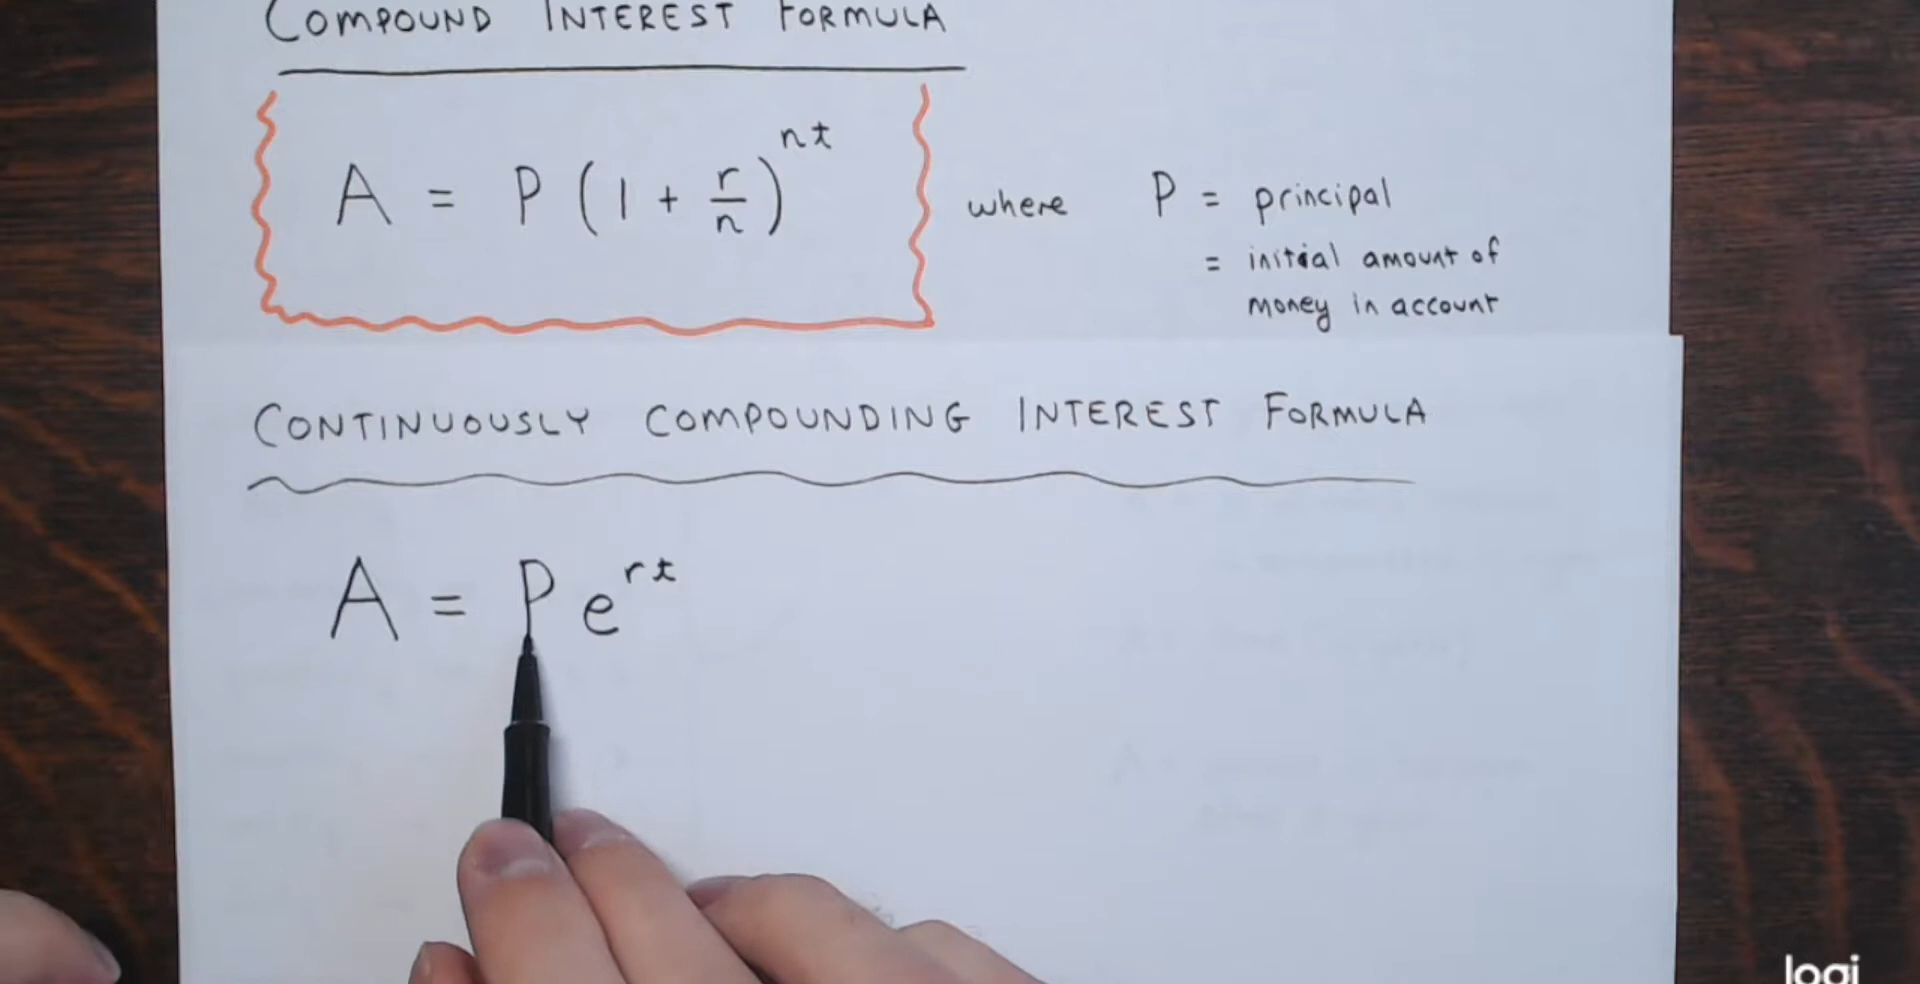 COMPOUND INTEREST FORMULA
A = P (1 + r/n)^nt where P = principal
= initial amount of
money in account
CONTINUOUSLY COMPOUNDING INTEREST FORMULA
A = P e^rt
logi